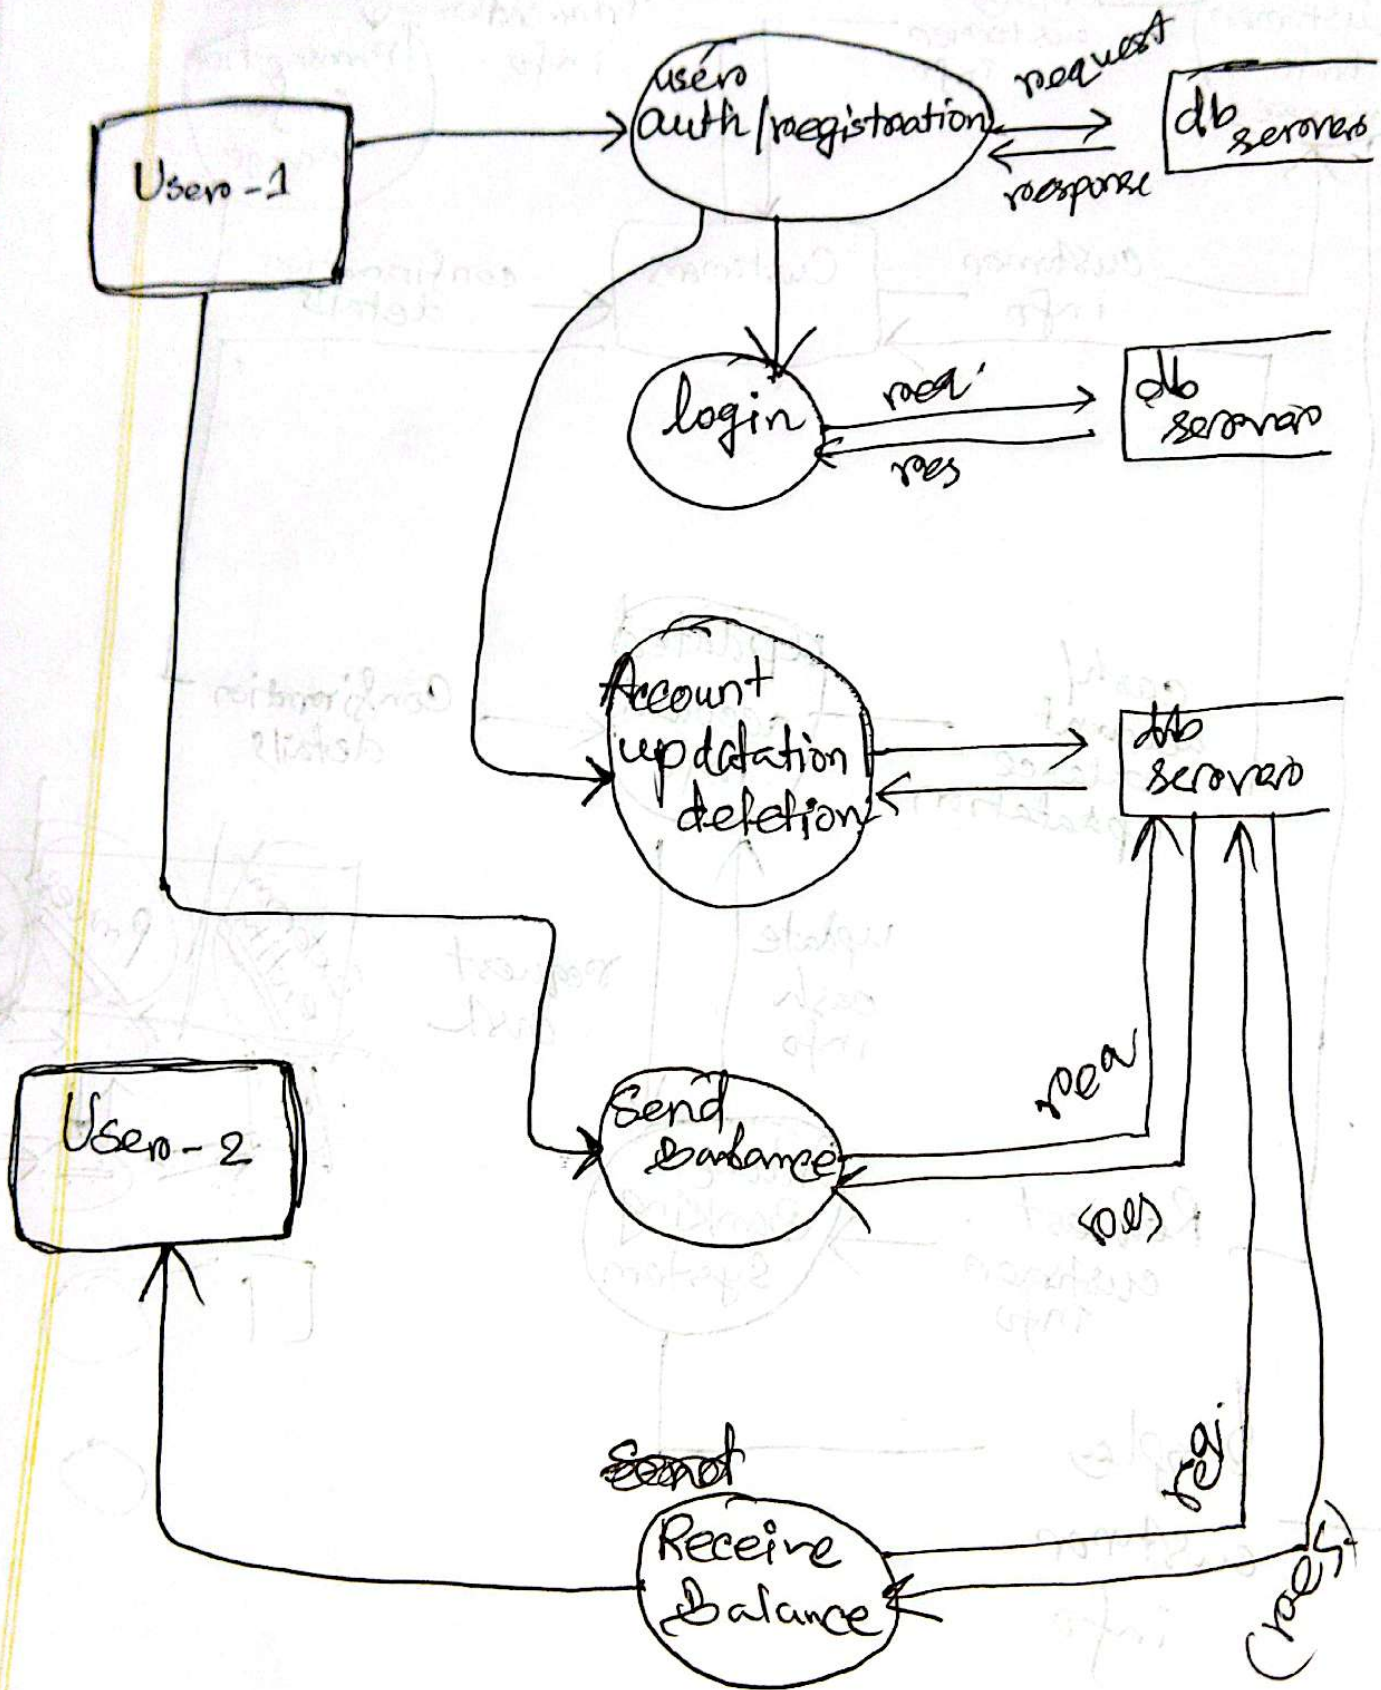 user
auth/registration
request
response
db
server
User-1
login
req.
res
db
server
Account
updatation
deletion
db
server
User-2
Send
Balance
req
res
Receive
Balance
req.
(res)